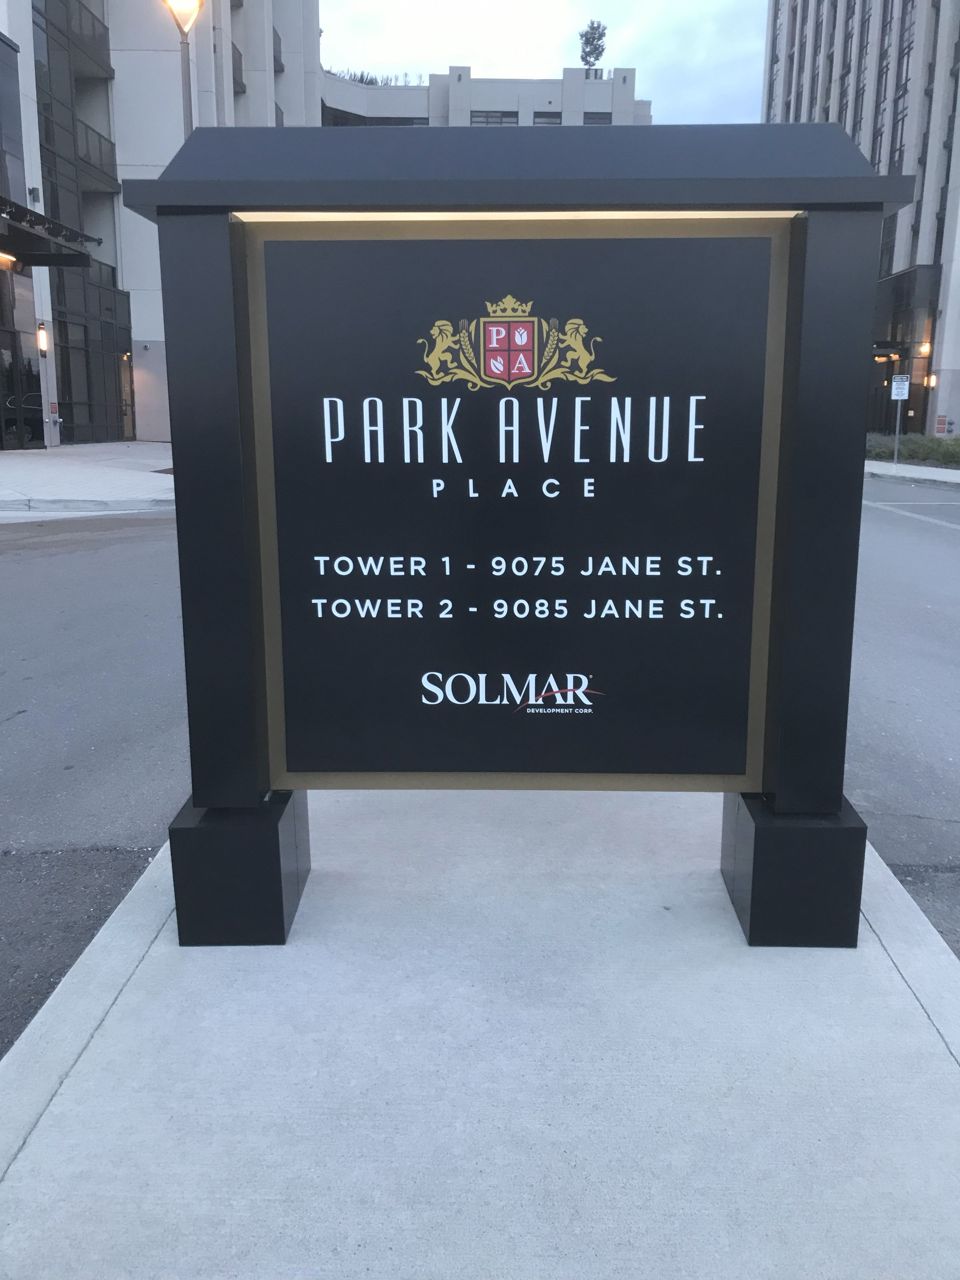 P
A
PARK AVENUE
PLACE
TOWER 1 - 9075 JANE ST.
TOWER 2 - 9085 JANE ST.
SOLMAR
DEVELOPMENT CORP.